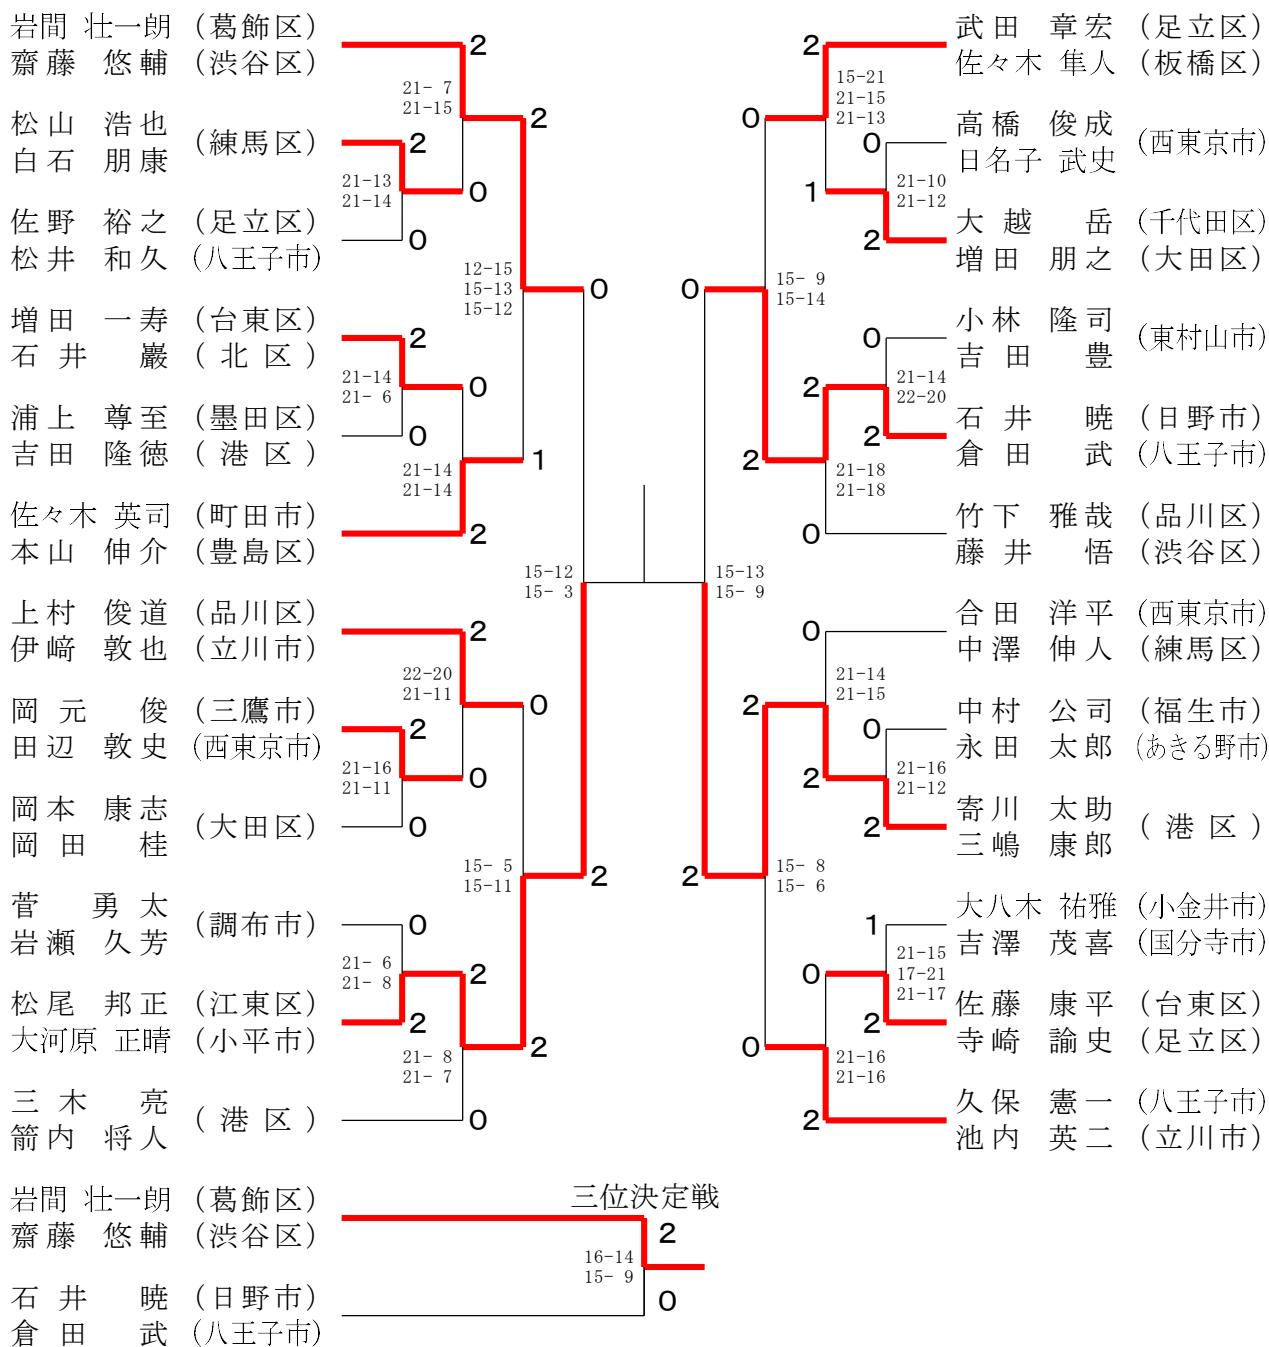 岩間 壮一朗 (葛飾区)
齋藤 悠輔 (渋谷区)
2
21- 7
21-15
2
松山 浩也
白石 朋康
(練馬区)
2
21-13
21-14
0
佐野 裕之 (足立区)
松井 和久 (八王子市)
0
12-15
15-13
15-12
0
増田 一寿 (台東区)
石井 巖 (北区)
2
21-14
21- 6
0
浦上 尊至 (墨田区)
吉田 隆徳 (港区)
0
21-14
21-14
1
佐々木 英司 (町田市)
本山 伸介 (豊島区)
2
15-12
15- 3
上村 俊道 (品川区)
伊﨑 敦也 (立川市)
2
22-20
21-11
0
岡元 俊 (三鷹市)
田辺 敦史 (西東京市)
2
21-16
21-11
0
岡本 康志
岡田 桂
(大田区)
0
15- 5
15-11
2
菅 勇太
岩瀬 久芳
(調布市)
0
21- 6
21- 8
2
松尾 邦正 (江東区)
大河原 正晴 (小平市)
2
21- 8
21- 7
2
三木 亮
箭内 将人
(港区)
0
武田 章宏 (足立区)
佐々木 隼人 (板橋区)
2
15-21
21-15
21-13
0
高橋 俊成
日名子 武史
(西東京市)
0
21-10
21-12
1
大越 岳 (千代田区)
増田 朋之 (大田区)
2
15- 9
15-14
0
小林 隆司
吉田 豊
(東村山市)
0
21-14
22-20
2
石井 暁 (日野市)
倉田 武 (八王子市)
2
21-18
21-18
2
竹下 雅哉 (品川区)
藤井 悟 (渋谷区)
0
15-13
15- 9
合田 洋平 (西東京市)
中澤 伸人 (練馬区)
0
21-14
21-15
2
中村 公司 (福生市)
永田 太郎 (あきる野市)
0
21-16
21-12
2
寄川 太助
三嶋 康郎
(港区)
2
15- 8
15- 6
2
大八木 祐雅 (小金井市)
吉澤 茂喜 (国分寺市)
1
21-15
17-21
21-17
0
佐藤 康平 (台東区)
寺崎 諭史 (足立区)
2
21-16
21-16
0
久保 憲一 (八王子市)
池内 英二 (立川市)
2
三位決定戦
岩間 壮一朗 (葛飾区)
齋藤 悠輔 (渋谷区)
2
16-14
15- 9
石井 暁 (日野市)
倉田 武 (八王子市)
0